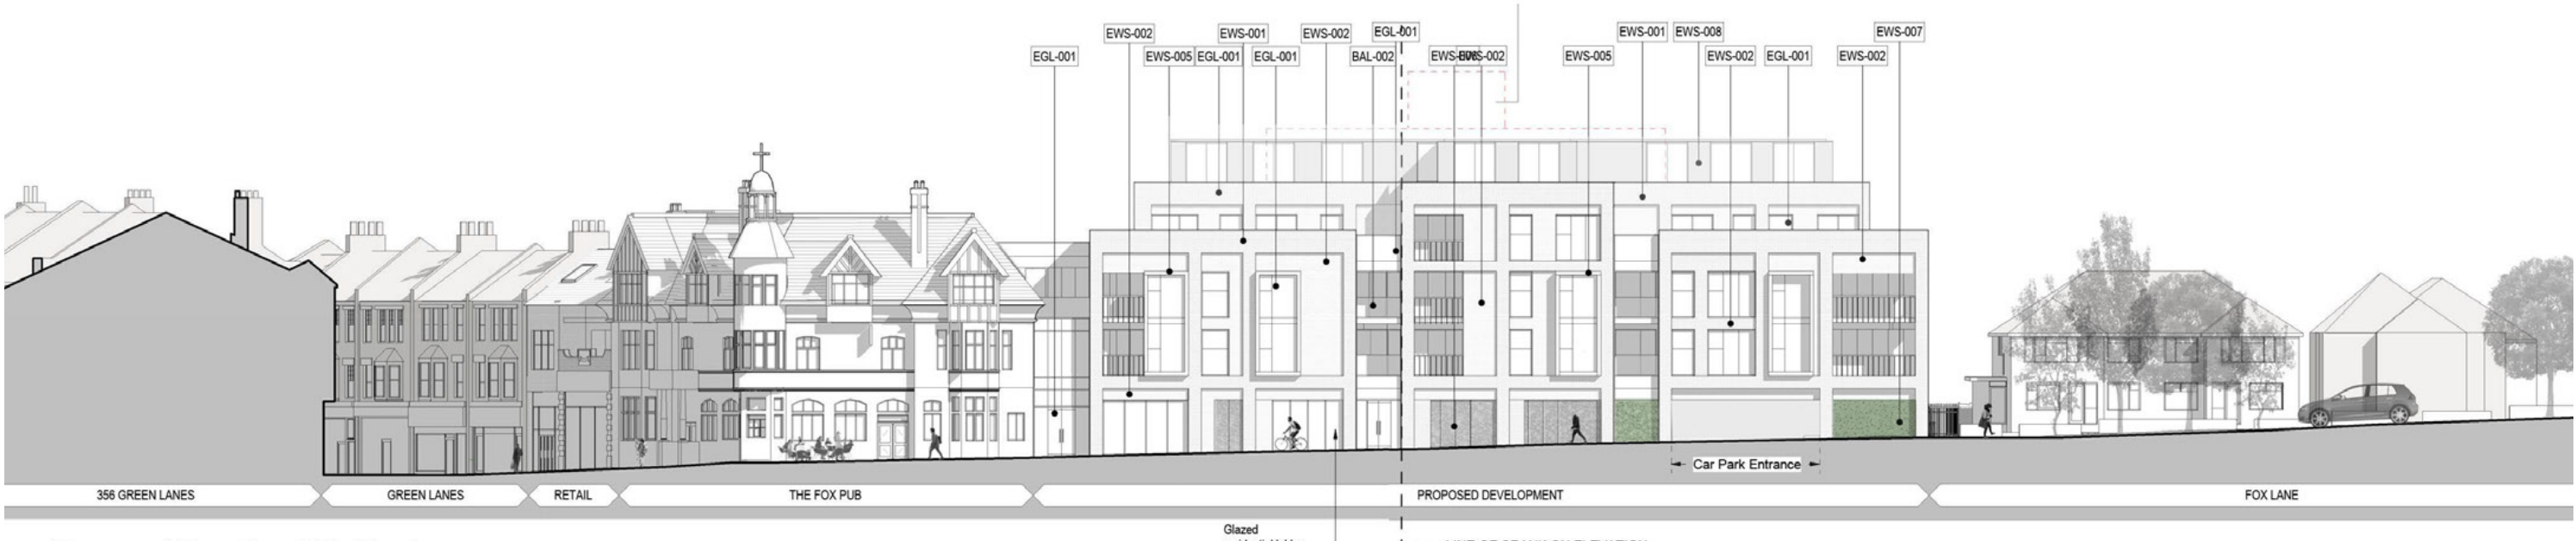 EWS-002 EWS-001 EWS-002 EGL-001 EWS-001 EWS-008 EWS-007
EGL-001 EWS-005 EGL-001 EGL-001 BAL-002 EWS-002 EWS-005 EWS-002 EGL-001 EWS-002
Car Park Entrance
356 GREEN LANES GREEN LANES RETAIL THE FOX PUB PROPOSED DEVELOPMENT FOX LANE
Glazed